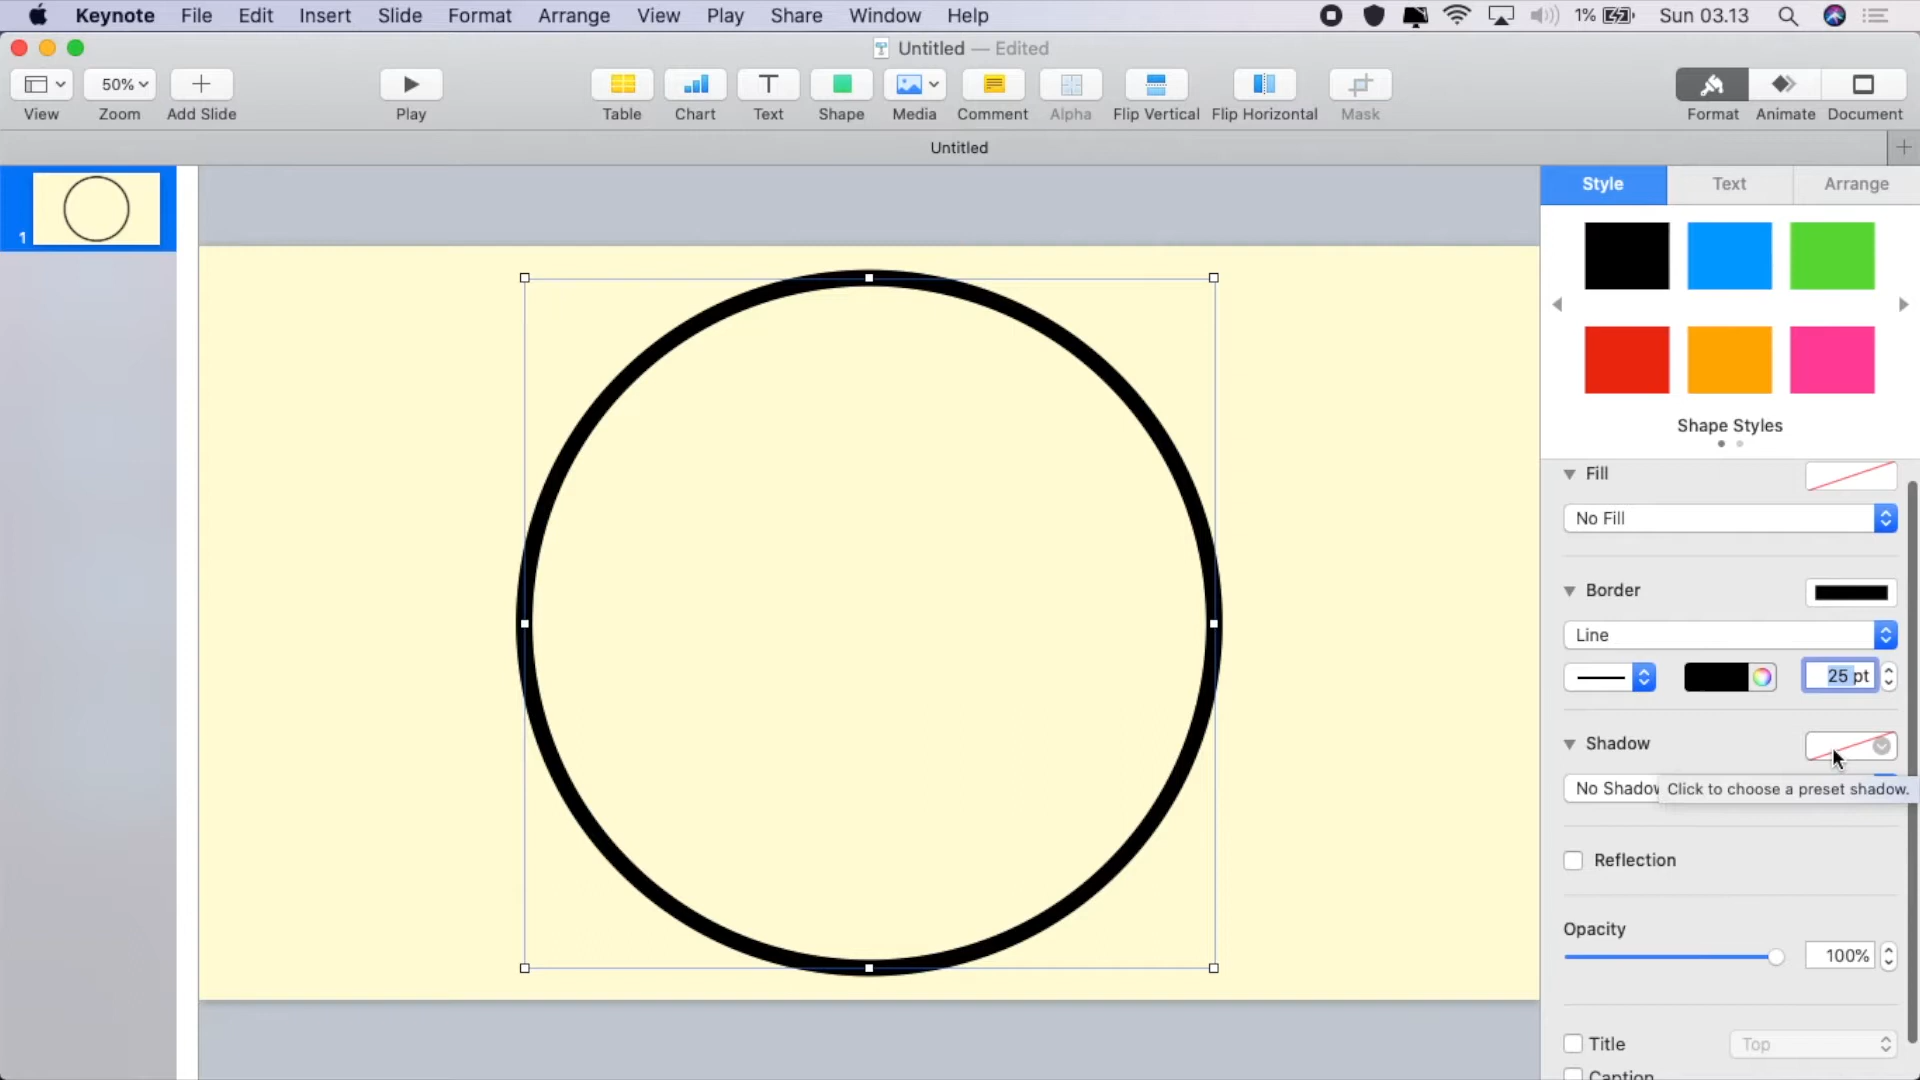 Keynote File Edit Insert Slide Format Arrange View Play Share Window Help 1% Sun 03.13
Untitled — Edited
50%
View Zoom Add Slide Play Table Chart Text Shape Media Comment Alpha Flip Vertical Flip Horizontal Mask Format Animate Document
Untitled
Style Text Arrange
1
Shape Styles
Fill
No Fill
Border
Line
25 pt
Shadow
No Shadow
Click to choose a preset shadow.
Reflection
Opacity
100%
Title Top
Caption